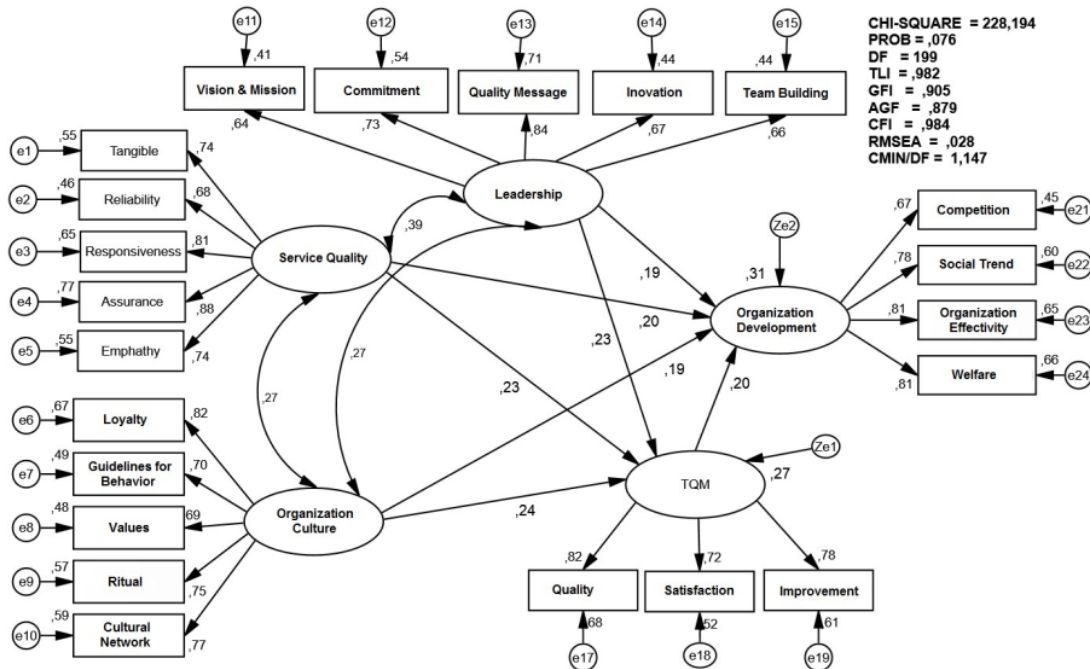 e11
e12
e13
e14
e15
,41
,54
,71
,44
,44
Vision & Mission
Commitment
Quality Message
Inovation
Team Building
,64
,73
,84
,67
,66
CHI-SQUARE = 228,194
PROB = ,076
DF = 199
TLI = ,982
GFI = ,905
AGF = ,879
CFI = ,984
RMSEA = ,028
CMIN/DF = 1,147
e1
,55
Tangible
,74
e2
,46
Reliability
,68
e3
,65
Responsiveness
,81
e4
,77
Assurance
,88
e5
,55
Emphathy
,74
Leadership
Service Quality
,39
,27
,27
e6
,67
Loyalty
,82
e7
,49
Guidelines for
Behavior
,70
e8
,48
Values
,69
e9
,57
Ritual
,75
e10
,59
Cultural
Network
,77
Organization
Culture
,19
,20
,23
,19
,23
,20
,24
Ze2
,31
Organization
Development
,67
Competition
,45
e21
,78
Social Trend
,60
e22
,81
Organization
Effectivity
,65
e23
,81
Welfare
,66
e24
Ze1
,27
TQM
,82
,72
,78
Quality
Satisfaction
Improvement
,68
,52
,61
e17
e18
e19